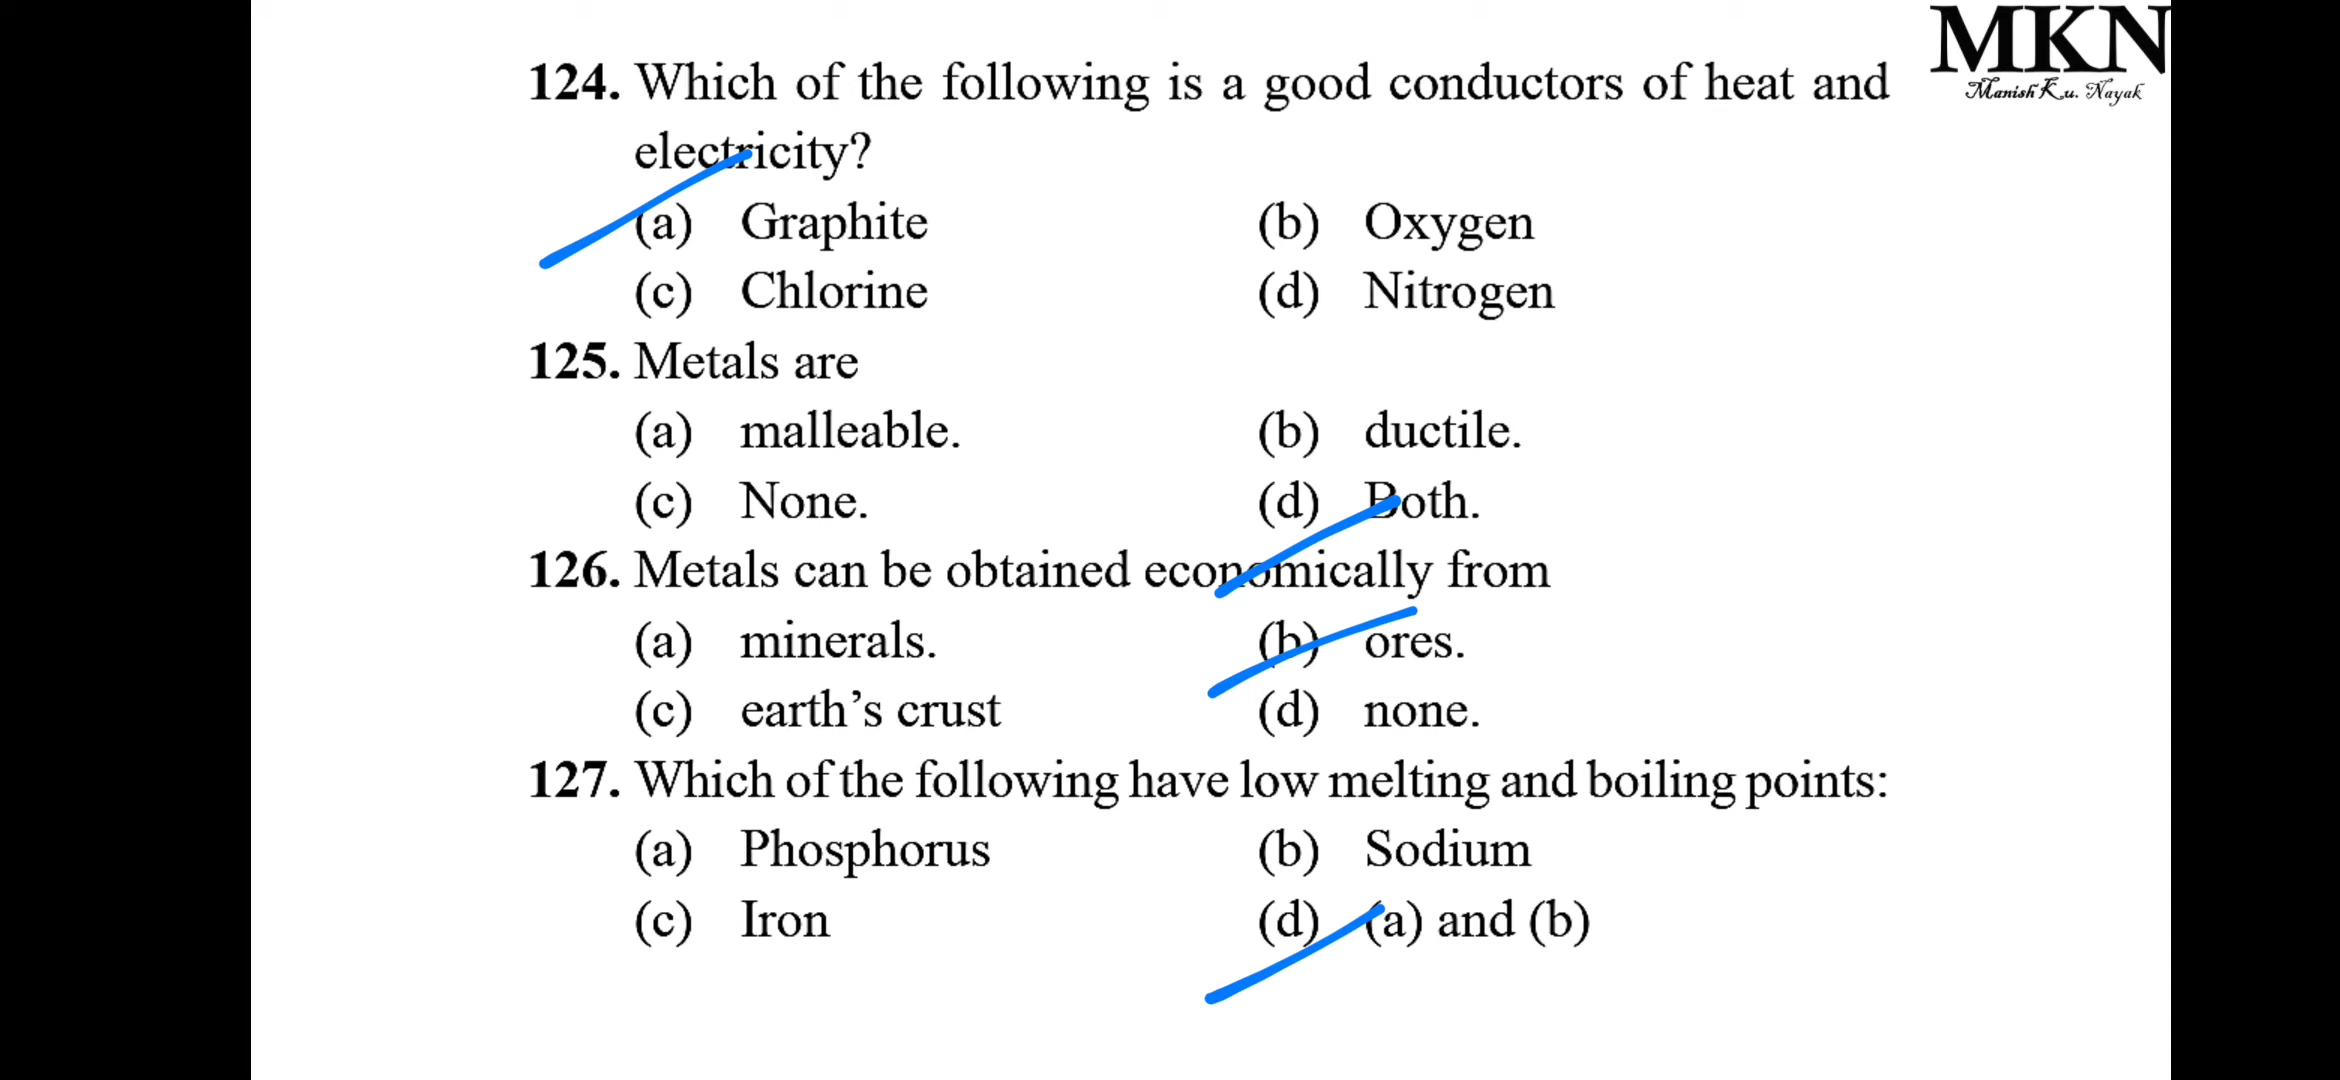 MKN
Manish Ku. Nayak
124. Which of the following is a good conductors of heat and
electricity?
(a) Graphite (b) Oxygen
(c) Chlorine (d) Nitrogen
125. Metals are
(a) malleable. (b) ductile.
(c) None. (d) Both.
126. Metals can be obtained economically from
(a) minerals. (b) ores.
(c) earth’s crust (d) none.
127. Which of the following have low melting and boiling points:
(a) Phosphorus (b) Sodium
(c) Iron (d) (a) and (b)